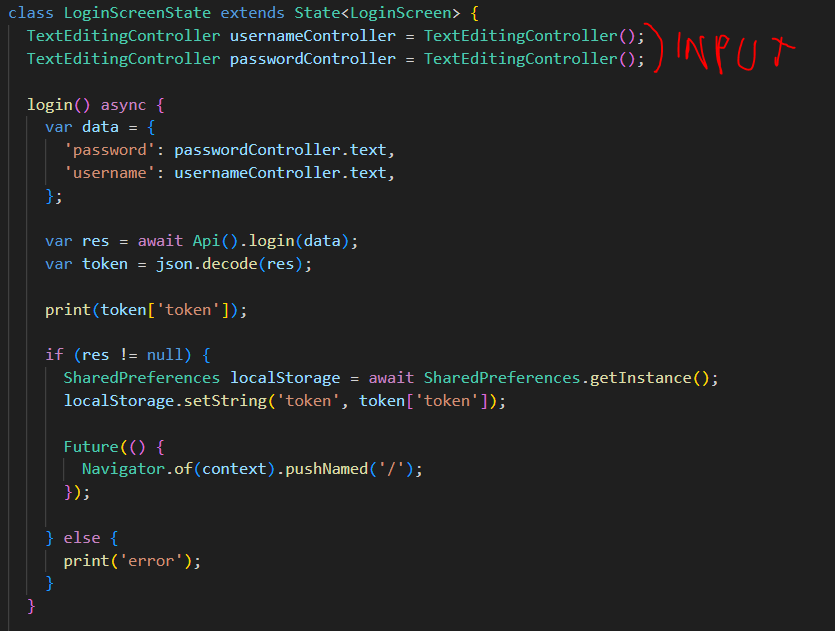 class LoginScreenState extends State<LoginScreen> {
TextEditingController usernameController = TextEditingController();
TextEditingController passwordController = TextEditingController();
INPUT
login() async {
var data = {
'password': passwordController.text,
'username': usernameController.text,
};
var res = await Api().login(data);
var token = json.decode(res);
print(token['token']);
if (res != null) {
SharedPreferences localStorage = await SharedPreferences.getInstance();
localStorage.setString('token', token['token']);
Future(() {
Navigator.of(context).pushNamed('/');
});
} else {
print('error');
}
}